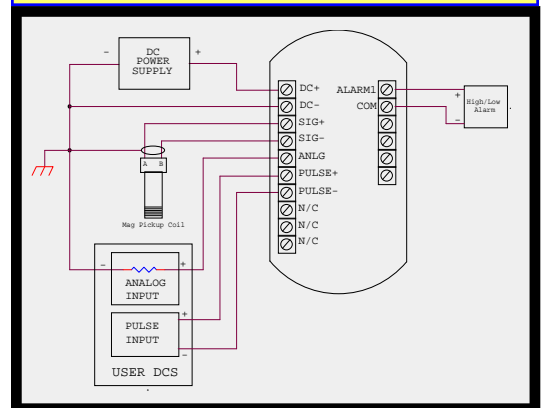 - DC +
POWER
SUPPLY
DC+
DC-
SIG+
SIG-
ANLG
PULSE+
PULSE-
N/C
N/C
N/C
ALARM1
COM
+
High/Low
Alarm
-
A B
Mag Pickup Coil
- +
ANALOG
INPUT
+
PULSE
INPUT
-
USER DCS